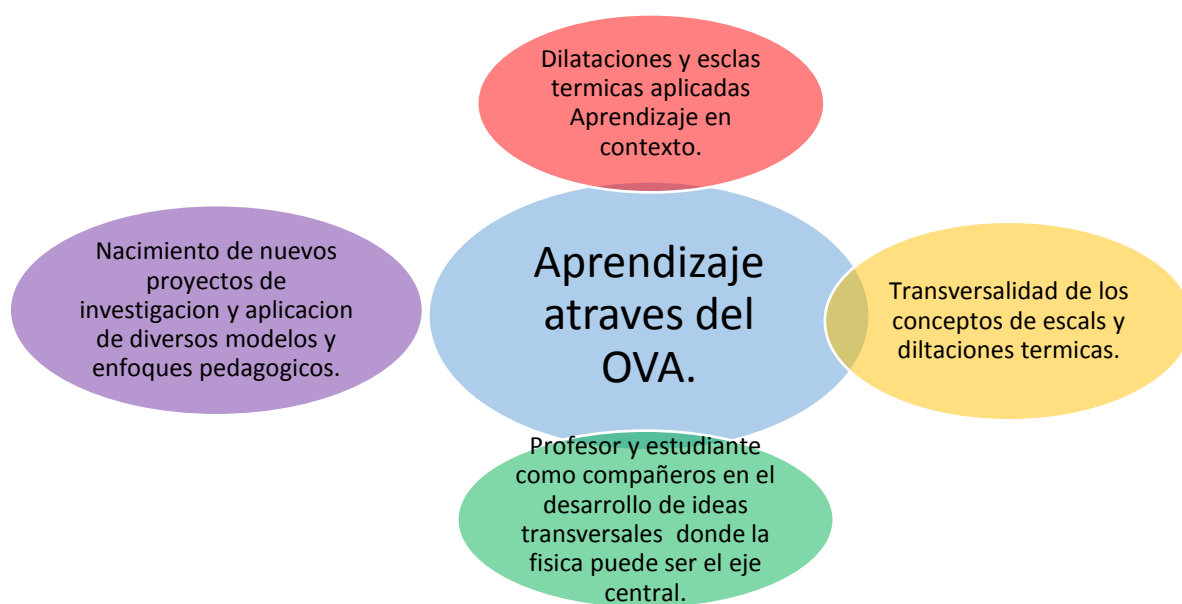 Dilataciones y esclas
termicas aplicadas
Aprendizaje en
contexto.
Nacimiento de nuevos
proyectos de
investigacion y aplicacion
de diversos modelos y
enfoques pedagogicos.
Aprendizaje
atraves del
OVA.
Transversalidad de los
conceptos de escals y
diltaciones termicas.
Profesor y estudiante
como compañeros en el
desarrollo de ideas
transversales  donde la
fisica puede ser el eje
central.